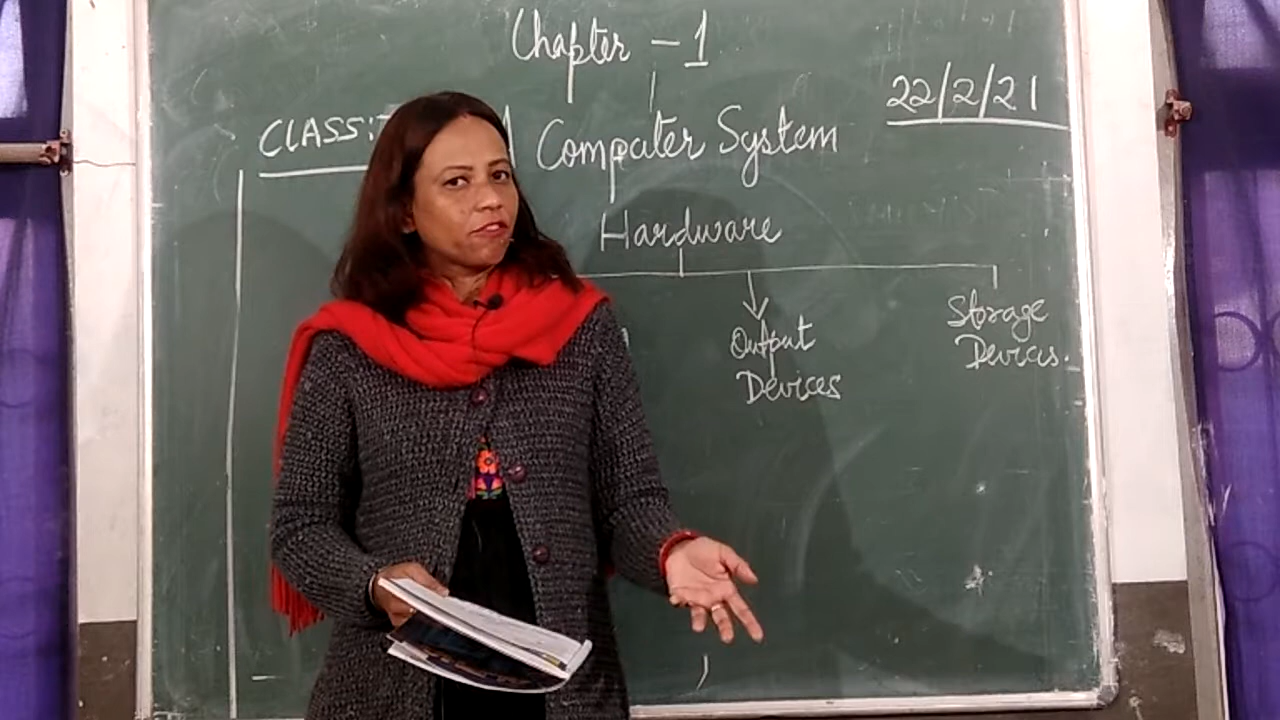 Chapter - 1
22/2/21
CLASS:
Computer System
Hardware
Output
Devices
Storage
Devices.